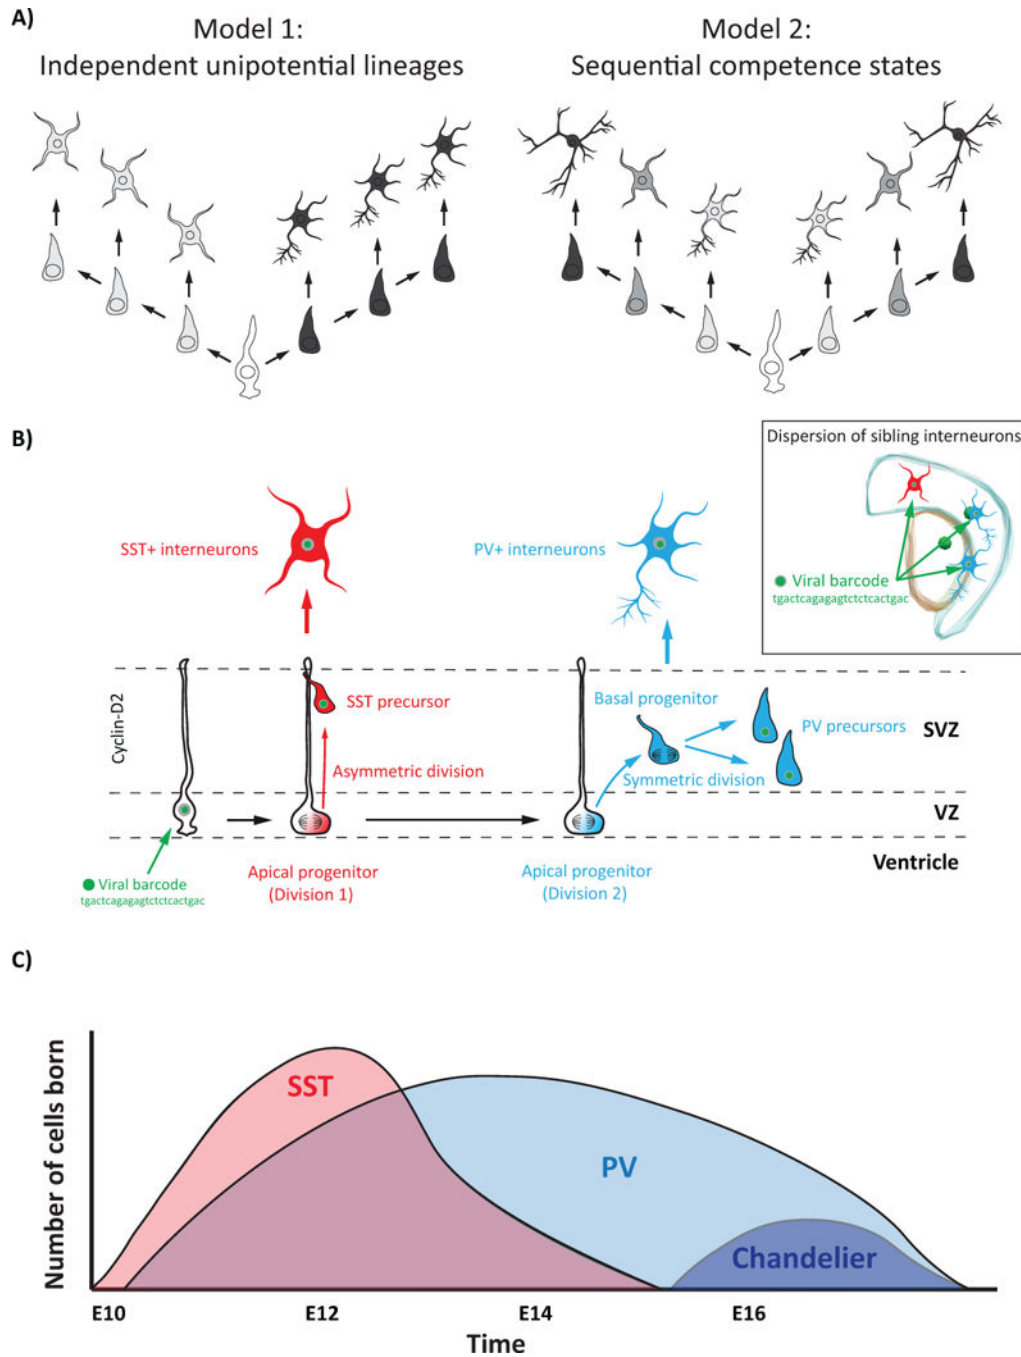 A)
Model 1:
Independent unipotential lineages
Model 2:
Sequential competence states
B)
Dispersion of sibling interneurons
Viral barcode
tgactcagagagtctctcactgac
SST+ interneurons
PV+ interneurons
Cyclin-D2
SST precursor
Asymmetric division
Basal progenitor
PV precursors
Symmetric division
SVZ
VZ
Ventricle
Viral barcode
tgactcagagagtctctcactgac
Apical progenitor
(Division 1)
Apical progenitor
(Division 2)
C)
Number of cells born
SST
PV
Chandelier
E10
E12
E14
E16
Time